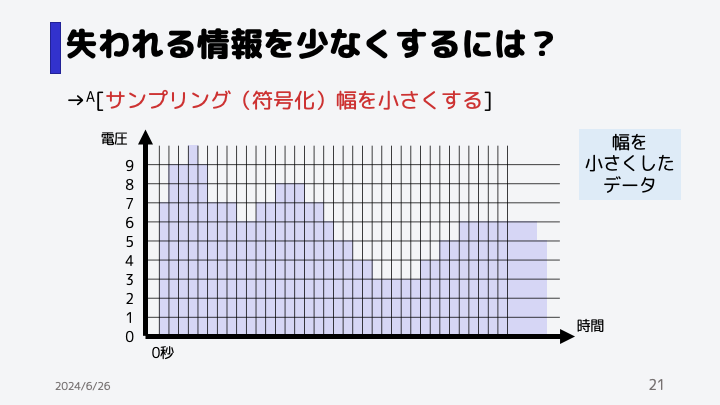 失われる情報を少なくするには？
→A[サンプリング（符号化）幅を小さくする]
電圧
9
8
7
6
5
4
3
2
1
0
0秒
時間
幅を
小さくした
データ
2024/6/26
21